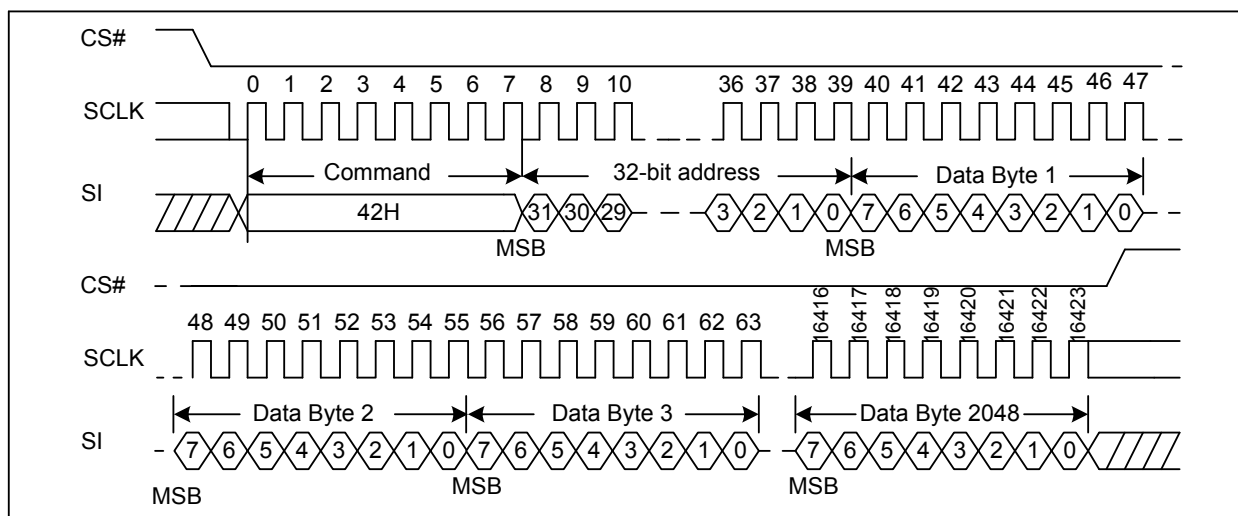 CS#
0 1 2 3 4 5 6 7 8 9 10 36 37 38 39 40 41 42 43 44 45 46 47
SCLK
Command 32-bit address Data Byte 1
SI
42H 31 30 29 3 2 1 0 7 6 5 4 3 2 1 0
MSB MSB
CS#
48 49 50 51 52 53 54 55 56 57 58 59 60 61 62 63 16416 16417 16418 16419 16420 16421 16422 16423
SCLK
Data Byte 2 Data Byte 3 Data Byte 2048
SI
7 6 5 4 3 2 1 0 7 6 5 4 3 2 1 0 7 6 5 4 3 2 1 0
MSB MSB MSB